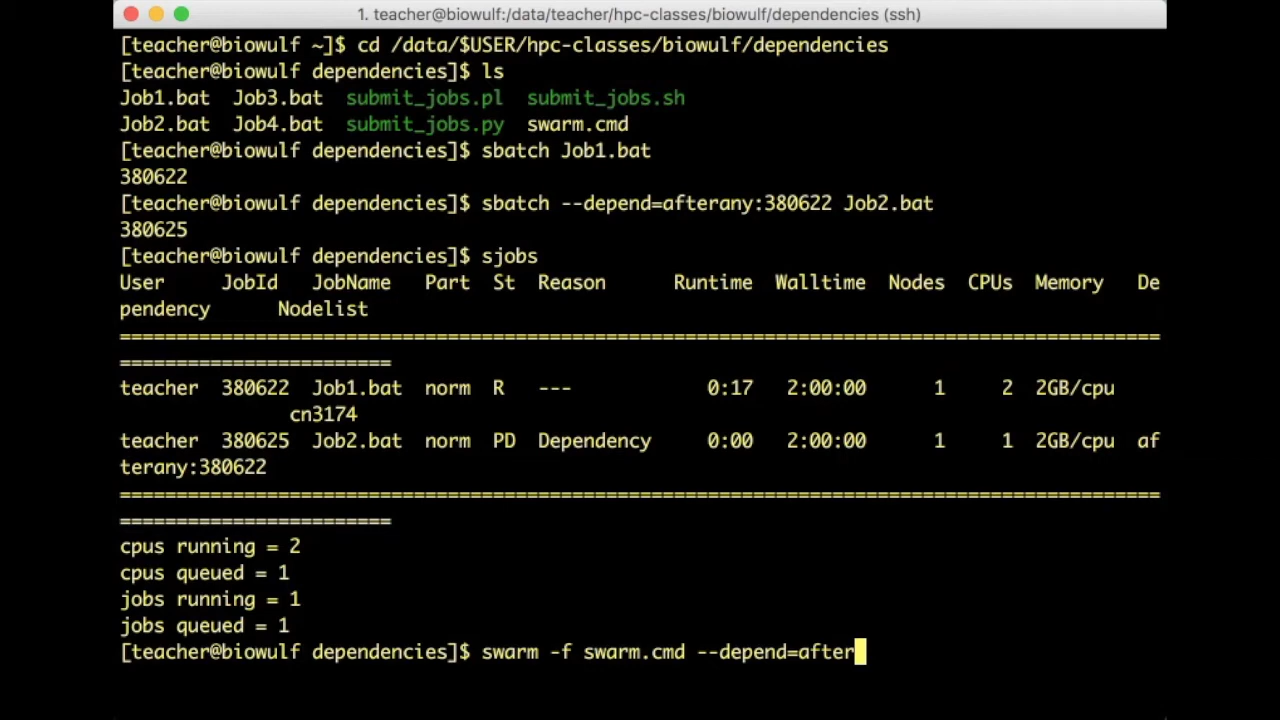 1. teacher@biowulf:/data/teacher/hpc-classes/biowulf/dependencies (ssh)
[teacher@biowulf ~]$ cd /data/$USER/hpc-classes/biowulf/dependencies
[teacher@biowulf dependencies]$ ls
Job1.bat  Job3.bat  submit_jobs.pl  submit_jobs.sh
Job2.bat  Job4.bat  submit_jobs.py  swarm.cmd
[teacher@biowulf dependencies]$ sbatch Job1.bat
380622
[teacher@biowulf dependencies]$ sbatch --depend=afterany:380622 Job2.bat
380625
[teacher@biowulf dependencies]$ sjobs
User     JobId   JobName   Part  St  Reason      Runtime  Walltime  Nodes  CPUs  Memory   De
pendency      Nodelist
============================================================================================
========================
teacher  380622  Job1.bat  norm  R   ---            0:17   2:00:00      1     2  2GB/cpu
               cn3174
teacher  380625  Job2.bat  norm  PD  Dependency     0:00   2:00:00      1     1  2GB/cpu  af
terany:380622
============================================================================================
========================
cpus running = 2
cpus queued = 1
jobs running = 1
jobs queued = 1
[teacher@biowulf dependencies]$ swarm -f swarm.cmd --depend=after